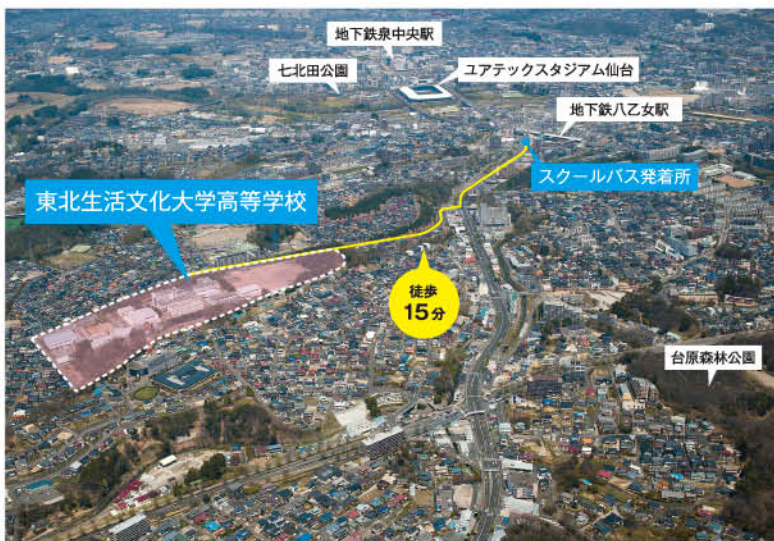 地下鉄泉中央駅
七北田公園
ユアテックスタジアム仙台
地下鉄八乙女駅
スクールバス発着所
東北生活文化大学高等学校
徒歩
15分
台原森林公園